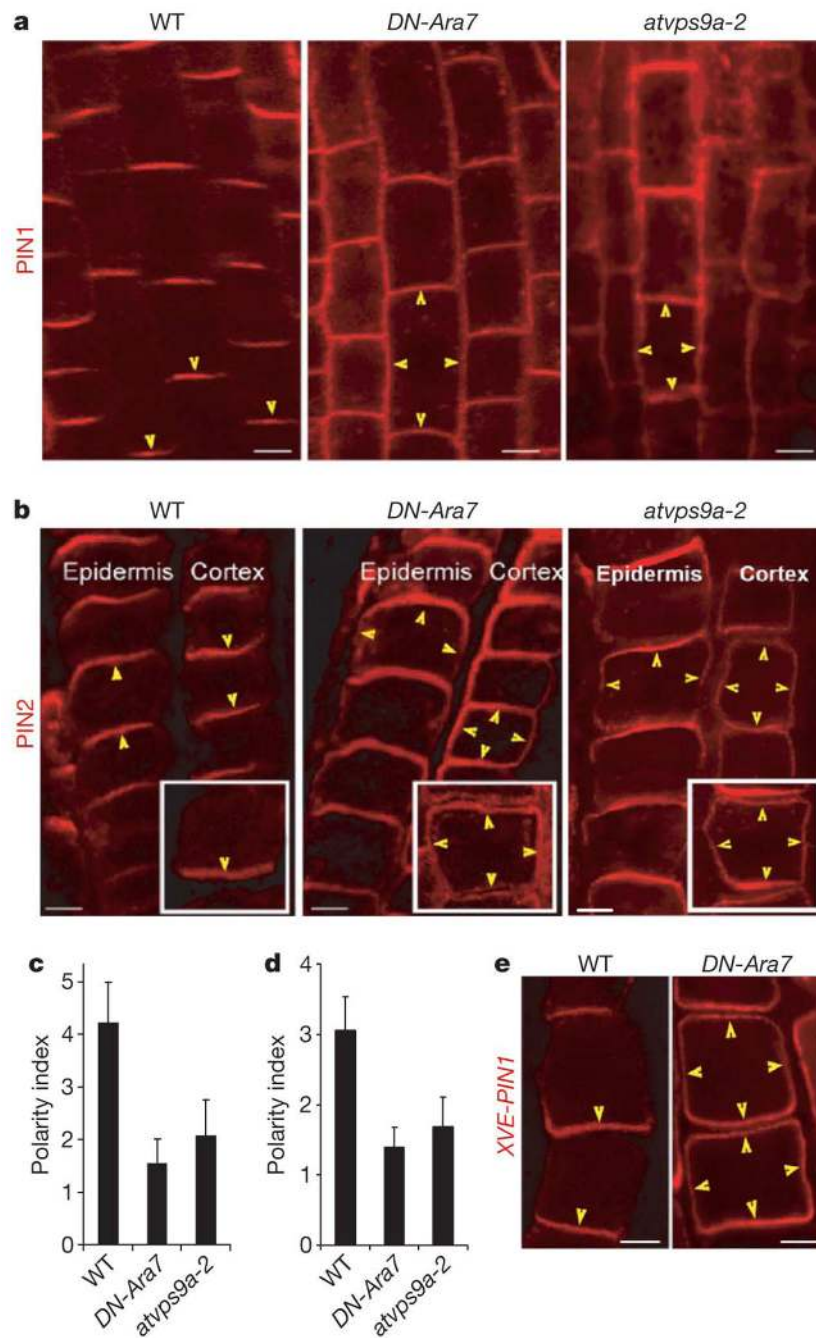 a
WT DN-Ara7 atvps9a-2
PIN1
b
WT DN-Ara7 atvps9a-2
PIN2
Epidermis Cortex
Epidermis Cortex
Epidermis Cortex
c
Polarity index
5
4
3
2
1
0
WT
DN-Ara7
atvps9a-2
d
Polarity index
4
3
2
1
0
WT
DN-Ara7
atvps9a-2
e
WT DN-Ara7
XVE-PIN1